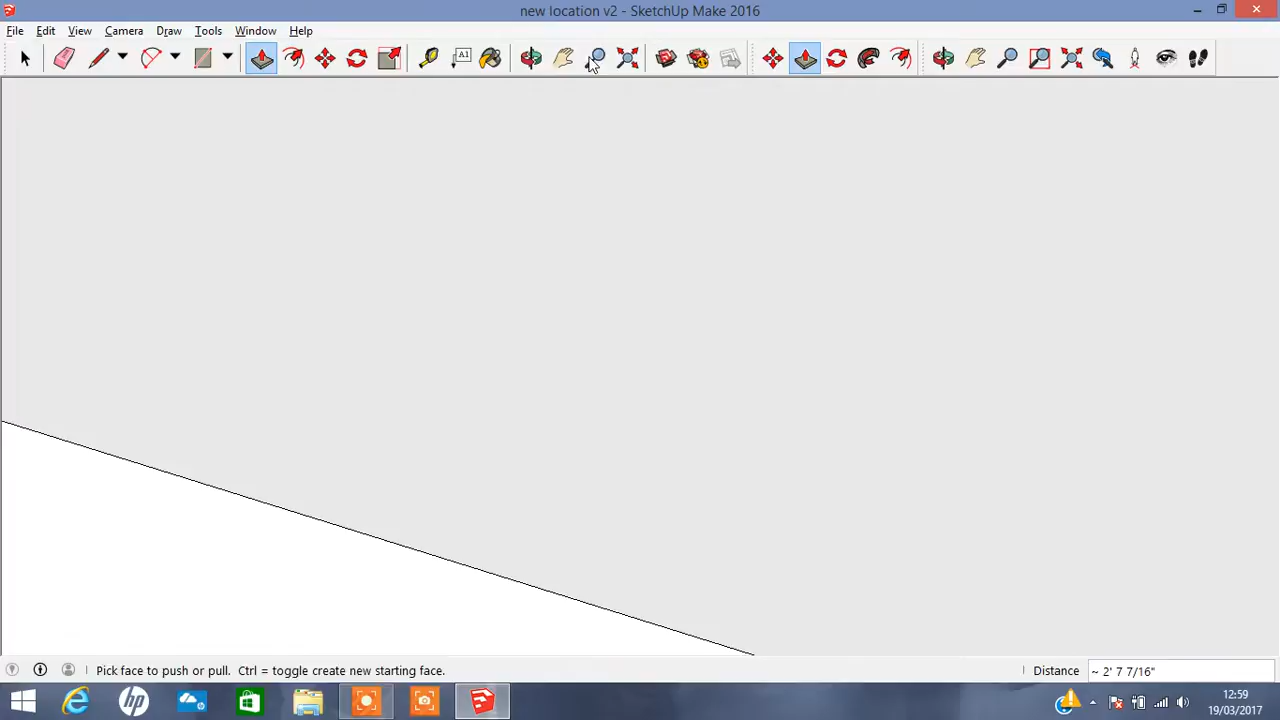 new location v2 - SketchUp Make 2016
File Edit View Camera Draw Tools Window Help
A1
Pick face to push or pull. Ctrl = toggle create new starting face.
Distance ~ 2' 7 7/16"
12:59
19/03/2017